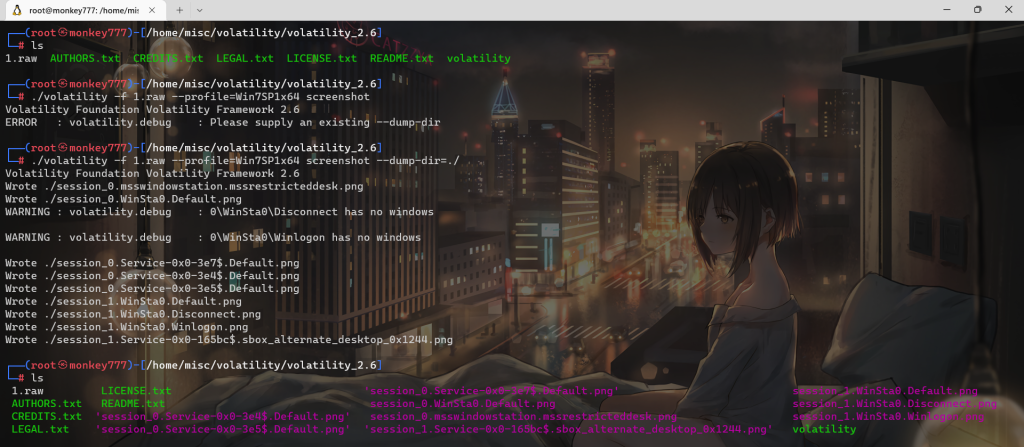 root@monkey777: /home/mis
(root㉿monkey777)-[/home/misc/volatility/volatility_2.6]
# ls
1.raw AUTHORS.txt CREDITS.txt LEGAL.txt LICENSE.txt README.txt volatility
(root㉿monkey777)-[/home/misc/volatility/volatility_2.6]
# ./volatility -f 1.raw --profile=Win7SP1x64 screenshot
Volatility Foundation Volatility Framework 2.6
ERROR : volatility.debug : Please supply an existing --dump-dir
(root㉿monkey777)-[/home/misc/volatility/volatility_2.6]
# ./volatility -f 1.raw --profile=Win7SP1x64 screenshot --dump-dir=./
Volatility Foundation Volatility Framework 2.6
Wrote ./session_0.msswindowstation.mssrestricteddesk.png
Wrote ./session_0.WinSta0.Default.png
WARNING : volatility.debug : 0\WinSta0\Disconnect has no windows
WARNING : volatility.debug : 0\WinSta0\Winlogon has no windows
Wrote ./session_0.Service-0x0-3e7$.Default.png
Wrote ./session_0.Service-0x0-3e4$.Default.png
Wrote ./session_0.Service-0x0-3e5$.Default.png
Wrote ./session_1.WinSta0.Default.png
Wrote ./session_1.WinSta0.Disconnect.png
Wrote ./session_1.WinSta0.Winlogon.png
Wrote ./session_1.Service-0x0-165bc$.sbox_alternate_desktop_0x1244.png
(root㉿monkey777)-[/home/misc/volatility/volatility_2.6]
# ls
1.raw LICENSE.txt 'session_0.Service-0x0-3e7$.Default.png' session_1.WinSta0.Default.png
AUTHORS.txt README.txt session_0.WinSta0.Default.png session_1.WinSta0.Disconnect.png
CREDITS.txt 'session_0.Service-0x0-3e4$.Default.png' session_0.msswindowstation.mssrestricteddesk.png session_1.WinSta0.Winlogon.png
LEGAL.txt 'session_0.Service-0x0-3e5$.Default.png' 'session_1.Service-0x0-165bc$.sbox_alternate_desktop_0x1244.png' volatility